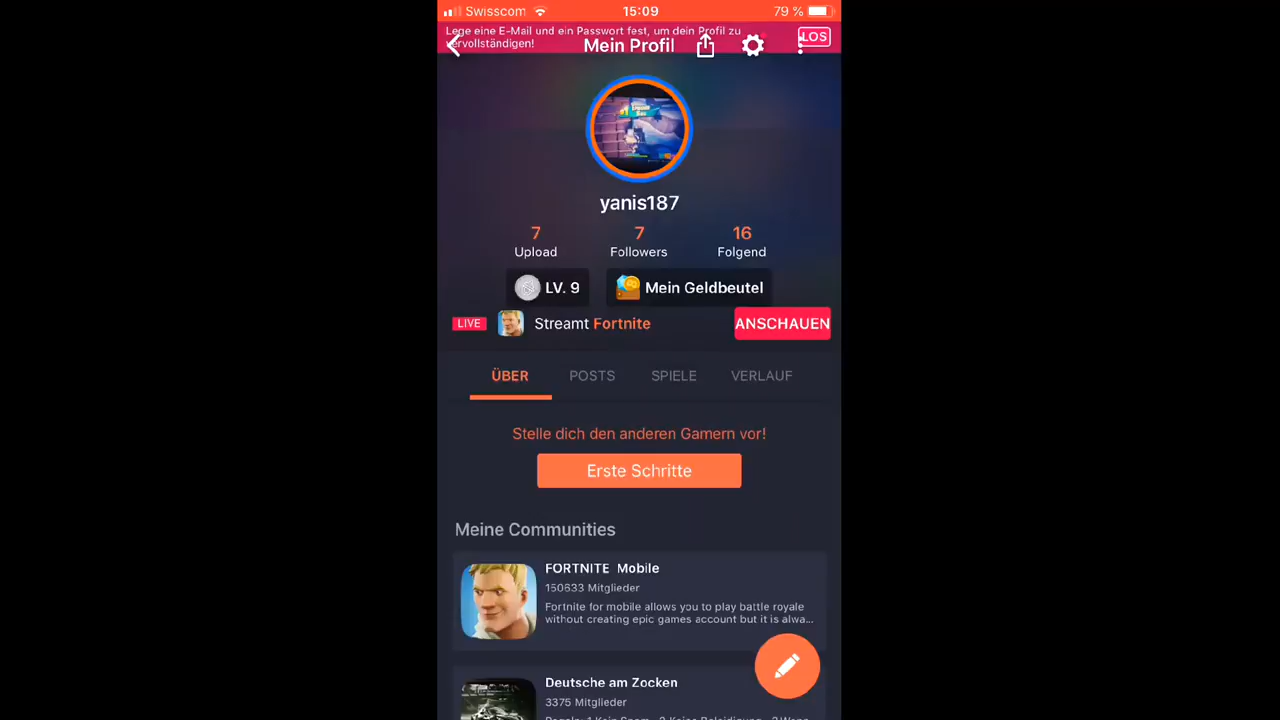 Swisscom 15:09 79 %
Lege eine E-Mail und ein Passwort fest, um dein Profil zu
vervollständigen!
Mein Profil
LOS
yanis187
7 7 16
Upload Followers Folgend
LV. 9 Mein Geldbeutel
LIVE Streamt Fortnite ANSCHAUEN
ÜBER POSTS SPIELE VERLAUF
Stelle dich den anderen Gamern vor!
Erste Schritte
Meine Communities
FORTNITE Mobile
150633 Mitglieder
Fortnite for mobile allows you to play battle royale
without creating epic games account but it is alwa...
Deutsche am Zocken
3375 Mitglieder